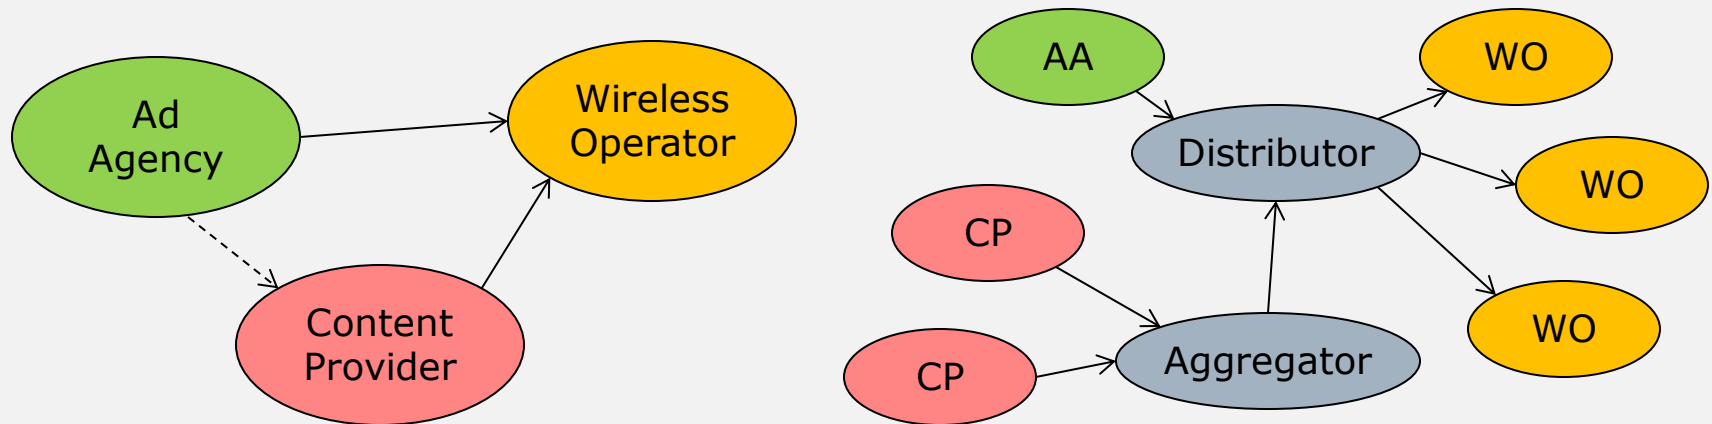 Ad
Agency
Wireless
Operator
Content
Provider
AA
WO
Distributor
WO
CP
WO
Aggregator
CP